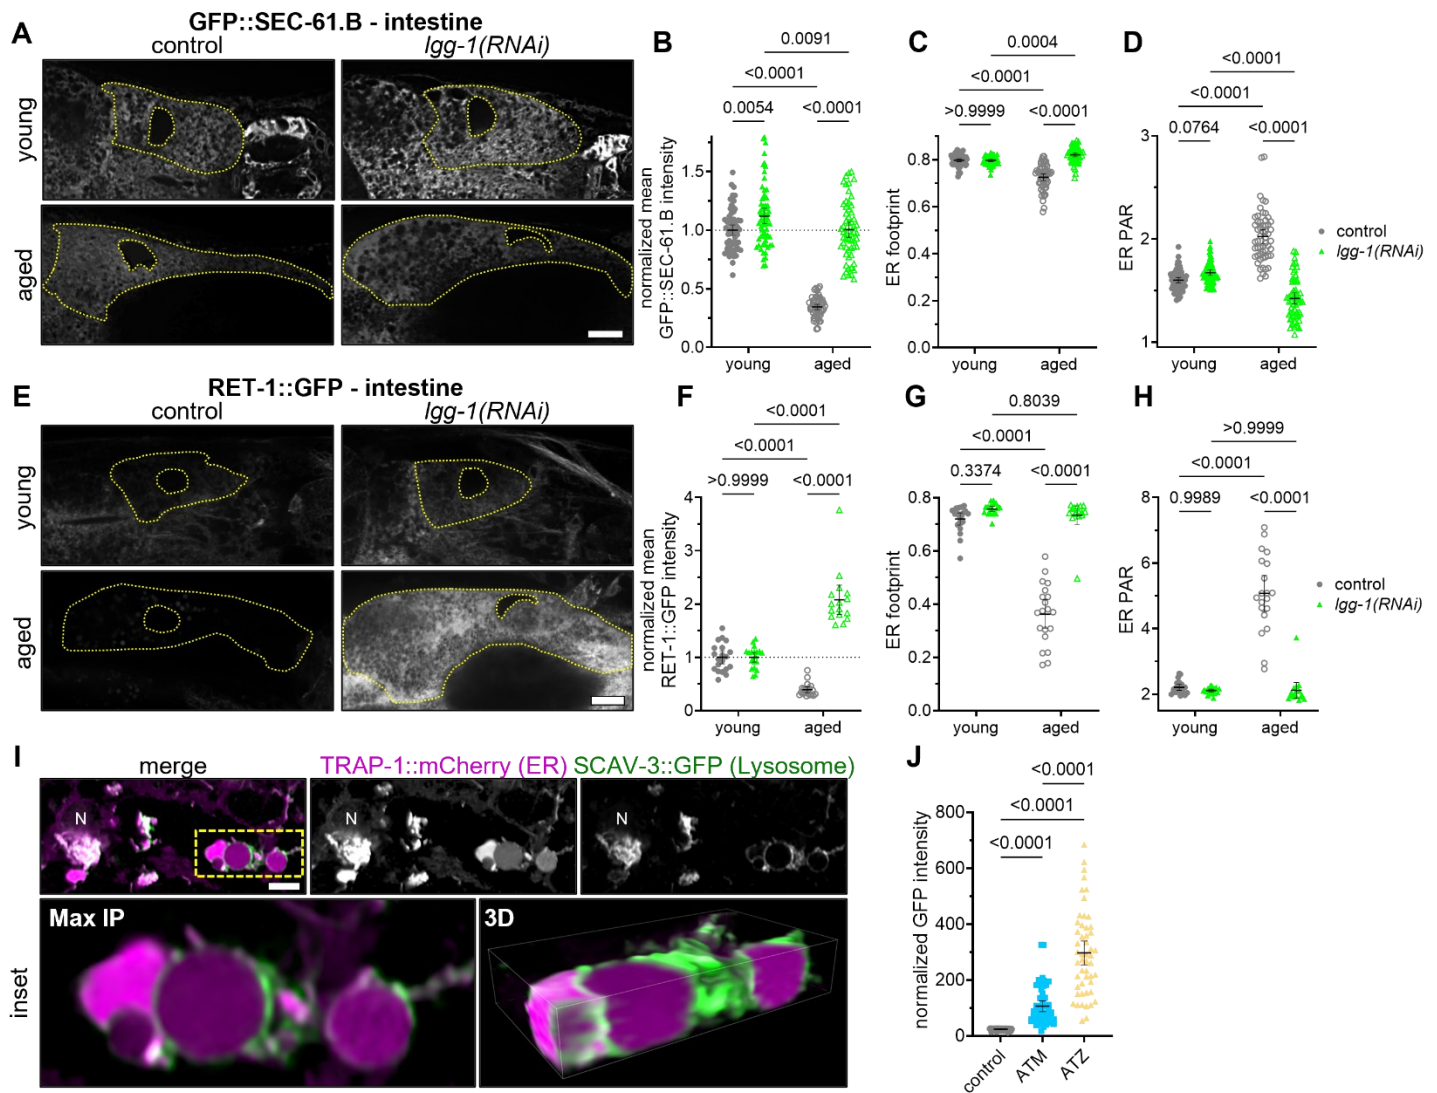 A
GFP::SEC-61.B - intestine
control
lgg-1(RNAi)
young
aged
B
0.0091
<0.0001
0.0054
<0.0001
normalized mean
GFP::SEC-61.B intensity
1.5
1.0
0.5
0.0
young
aged
C
0.0004
<0.0001
>0.9999
<0.0001
ER footprint
0.8
0.6
0.4
0.2
0.0
young
aged
D
<0.0001
<0.0001
0.0764
<0.0001
ER PAR
3
2
1
young
aged
control
lgg-1(RNAi)
E
RET-1::GFP - intestine
control
lgg-1(RNAi)
young
aged
F
<0.0001
<0.0001
>0.9999
<0.0001
normalized mean
RET-1::GFP intensity
4
3
2
1
0
young
aged
G
0.8039
<0.0001
0.3374
<0.0001
ER footprint
0.8
0.6
0.4
0.2
0.0
young
aged
H
>0.9999
<0.0001
0.9989
<0.0001
ER PAR
8
6
4
2
young
aged
control
lgg-1(RNAi)
I
merge
TRAP-1::mCherry (ER)
SCAV-3::GFP (Lysosome)
N
N
N
inset
Max IP
3D
J
<0.0001
<0.0001
<0.0001
normalized GFP intensity
800
600
400
200
0
control
ATM
ATZ